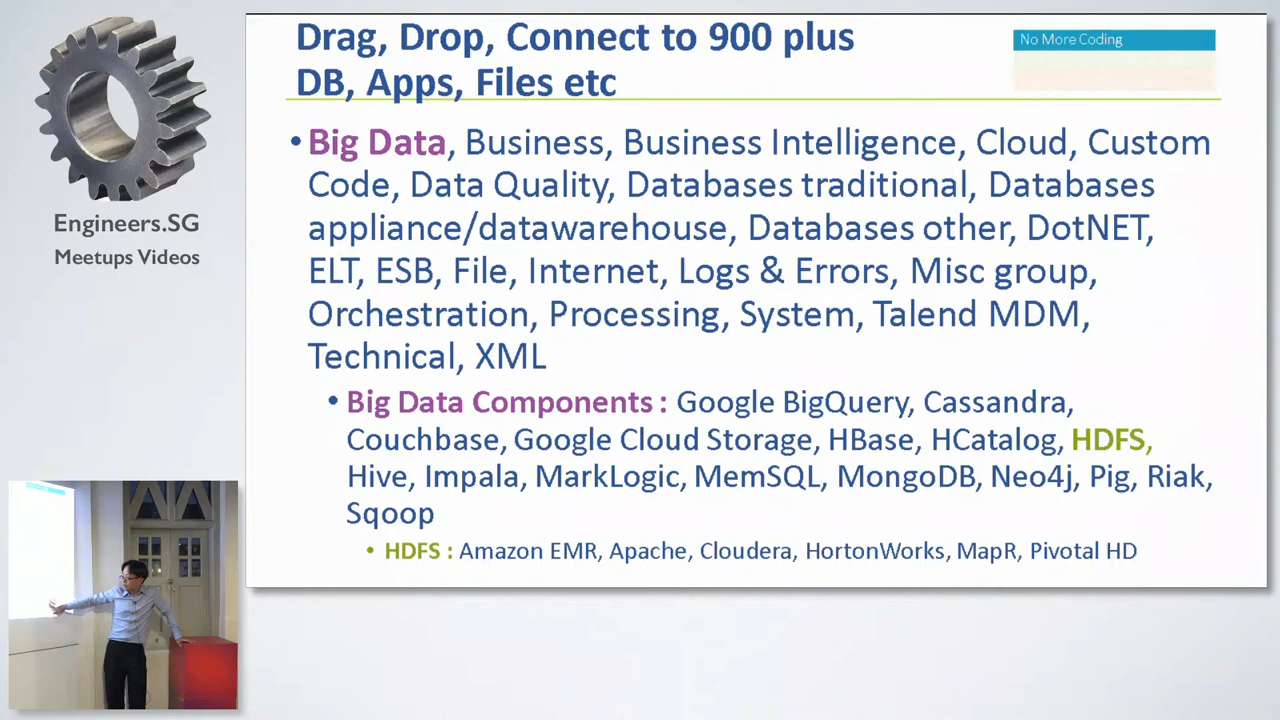 Drag, Drop, Connect to 900 plus
DB, Apps, Files etc
No More Coding
•Big Data, Business, Business Intelligence, Cloud, Custom
Code, Data Quality, Databases traditional, Databases
appliance/datawarehouse, Databases other, DotNET,
ELT, ESB, File, Internet, Logs & Errors, Misc group,
Orchestration, Processing, System, Talend MDM,
Technical, XML
• Big Data Components : Google BigQuery, Cassandra,
Couchbase, Google Cloud Storage, HBase, HCatalog, HDFS,
Hive, Impala, MarkLogic, MemSQL, MongoDB, Neo4j, Pig, Riak,
Sqoop
• HDFS : Amazon EMR, Apache, Cloudera, HortonWorks, MapR, Pivotal HD
Engineers.SG
Meetups Videos